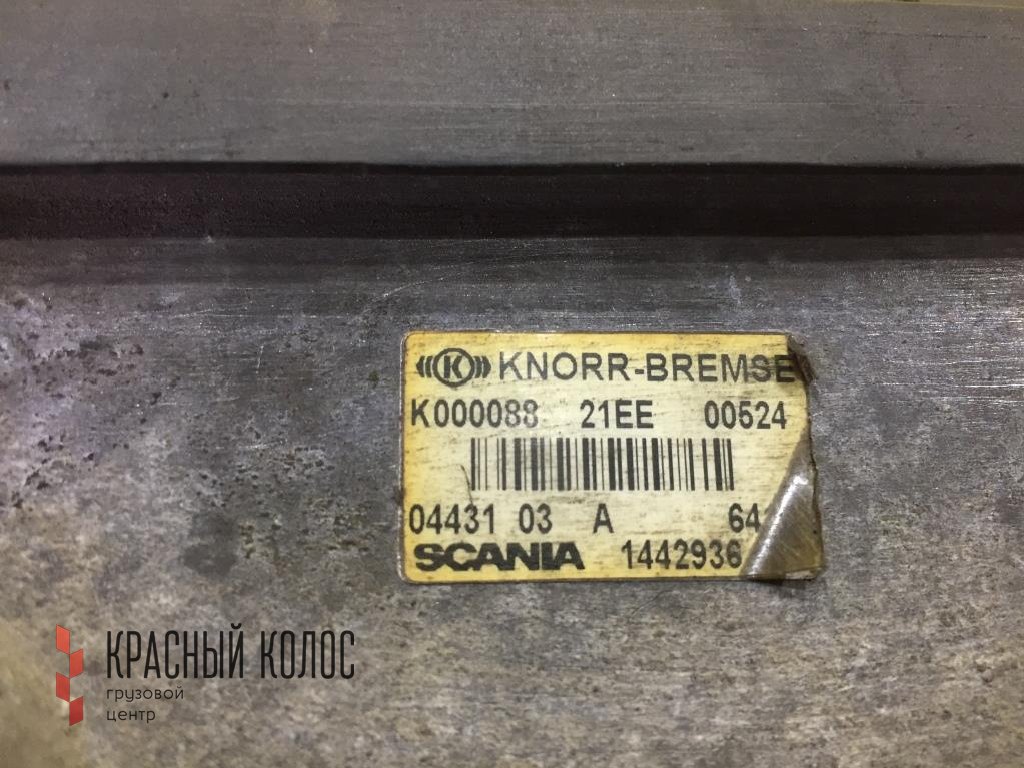 KNORR-BREMSE
K000088 21EE 00524
04431 03 A 64
SCANIA 1442936
КРАСНЫЙ КОЛОС
грузовой
центр